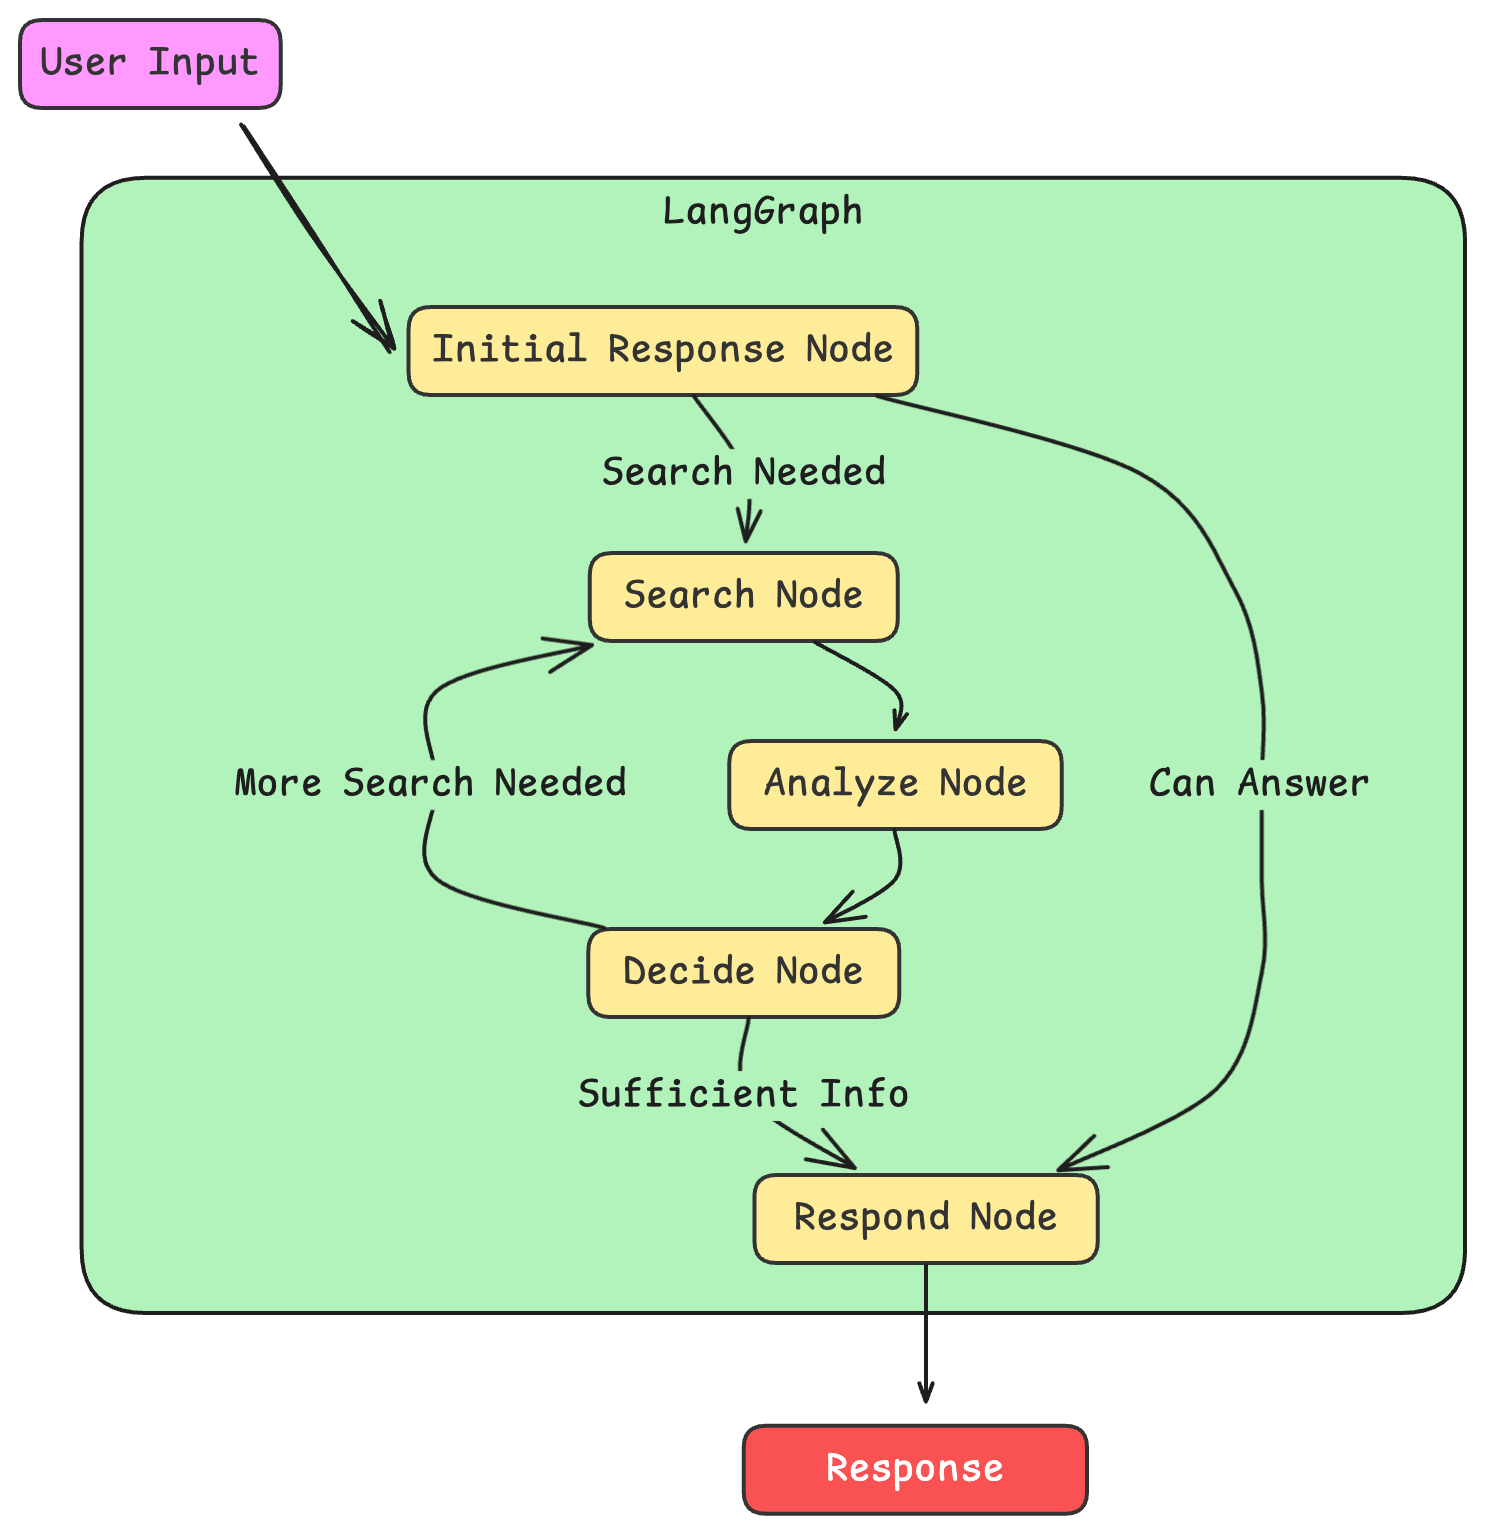 User Input
LangGraph
Initial Response Node
Search Needed
Search Node
More Search Needed
Analyze Node
Can Answer
Decide Node
Sufficient Info
Respond Node
Response